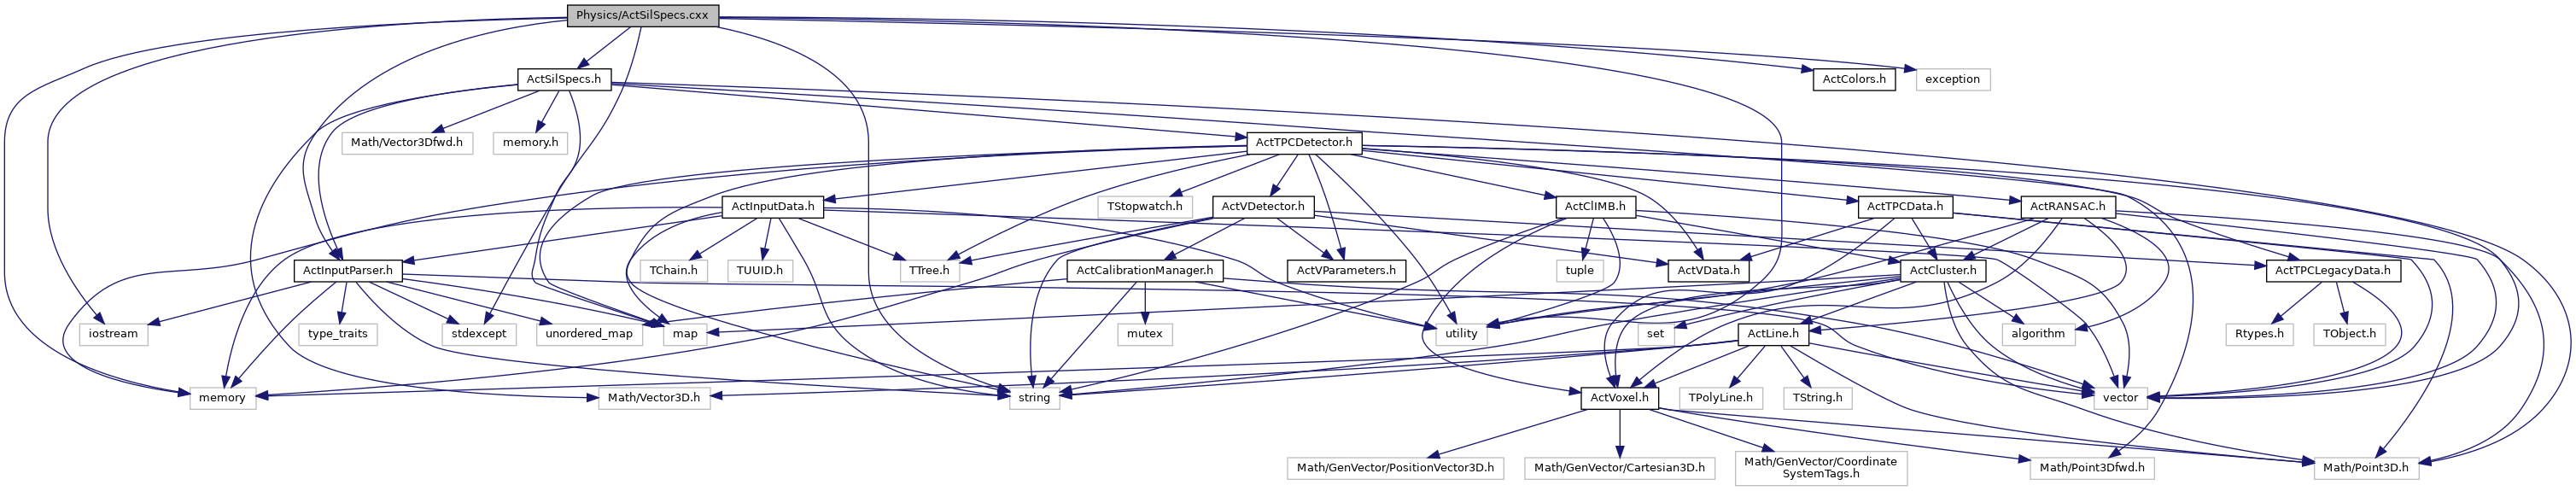 Physics/ActSilSpecs.cxx
ActSilSpecs.h
ActColors.h
exception
Math/Vector3Dfwd.h
memory.h
ActTPCDetector.h
TStopwatch.h
ActInputData.h
ActVDetector.h
ActClIMB.h
ActTPCData.h
ActRANSAC.h
ActInputParser.h
TChain.h
TUUID.h
TTree.h
ActCalibrationManager.h
ActVParameters.h
tuple
ActVData.h
ActCluster.h
ActTPCLegacyData.h
iostream
type_traits
stdexcept
unordered_map
map
mutex
utility
set
ActLine.h
algorithm
Rtypes.h
TObject.h
memory
Math/Vector3D.h
string
ActVoxel.h
TPolyLine.h
TString.h
vector
Math/GenVector/PositionVector3D.h
Math/GenVector/Cartesian3D.h
Math/GenVector/Coordinate
SystemTags.h
Math/Point3Dfwd.h
Math/Point3D.h